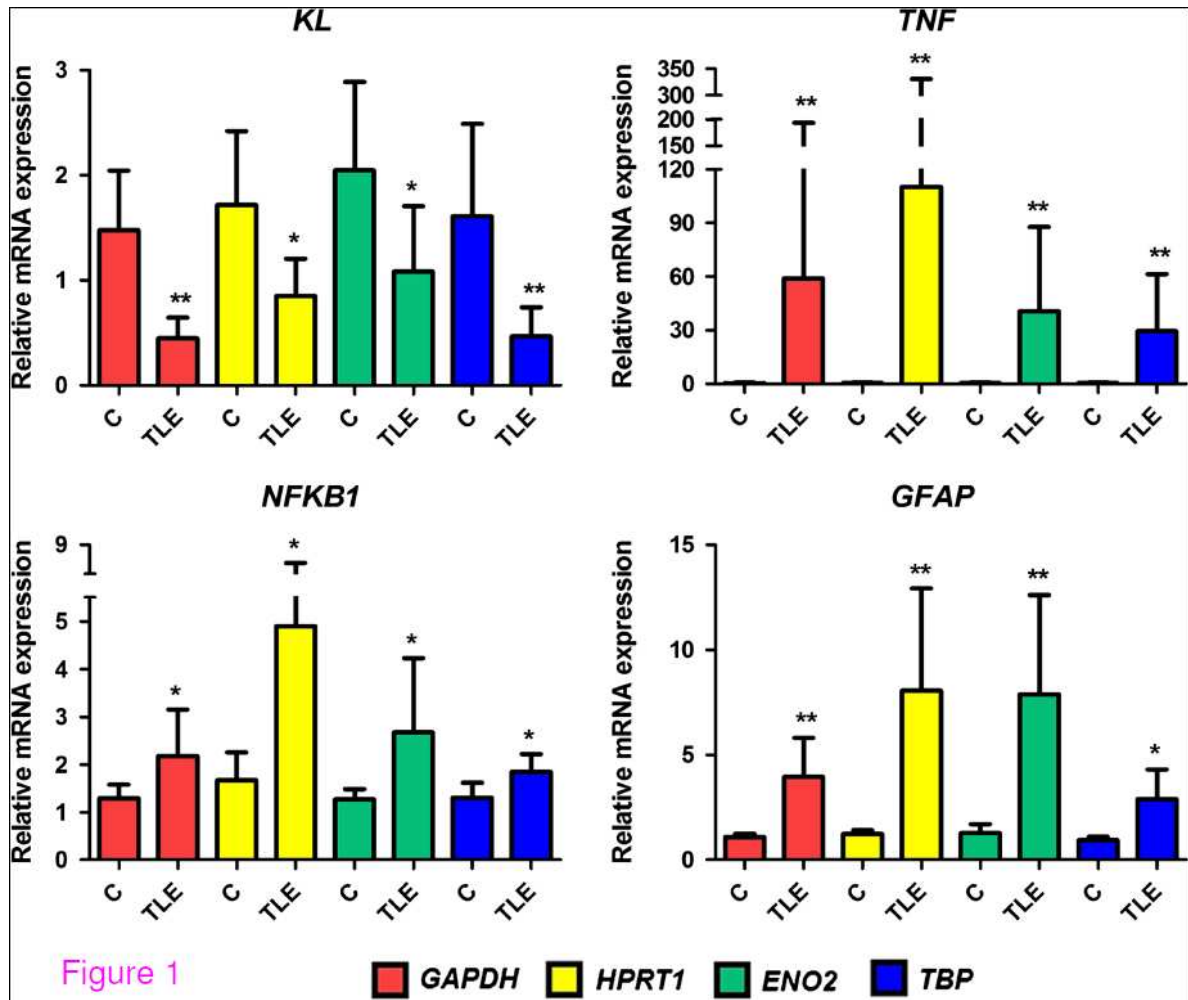 KL
Relative mRNA expression
3
2
1
0
**
*
*
**
C TLE C TLE C TLE C TLE
TNF
Relative mRNA expression
350
300
200
150
120
90
60
30
0
**
**
**
**
C TLE C TLE C TLE C TLE
NFKB1
Relative mRNA expression
9
5
4
3
2
1
0
*
*
*
*
C TLE C TLE C TLE C TLE
GFAP
Relative mRNA expression
15
10
5
0
**
**
**
*
C TLE C TLE C TLE C TLE
Figure 1
GAPDH HPRT1 ENO2 TBP